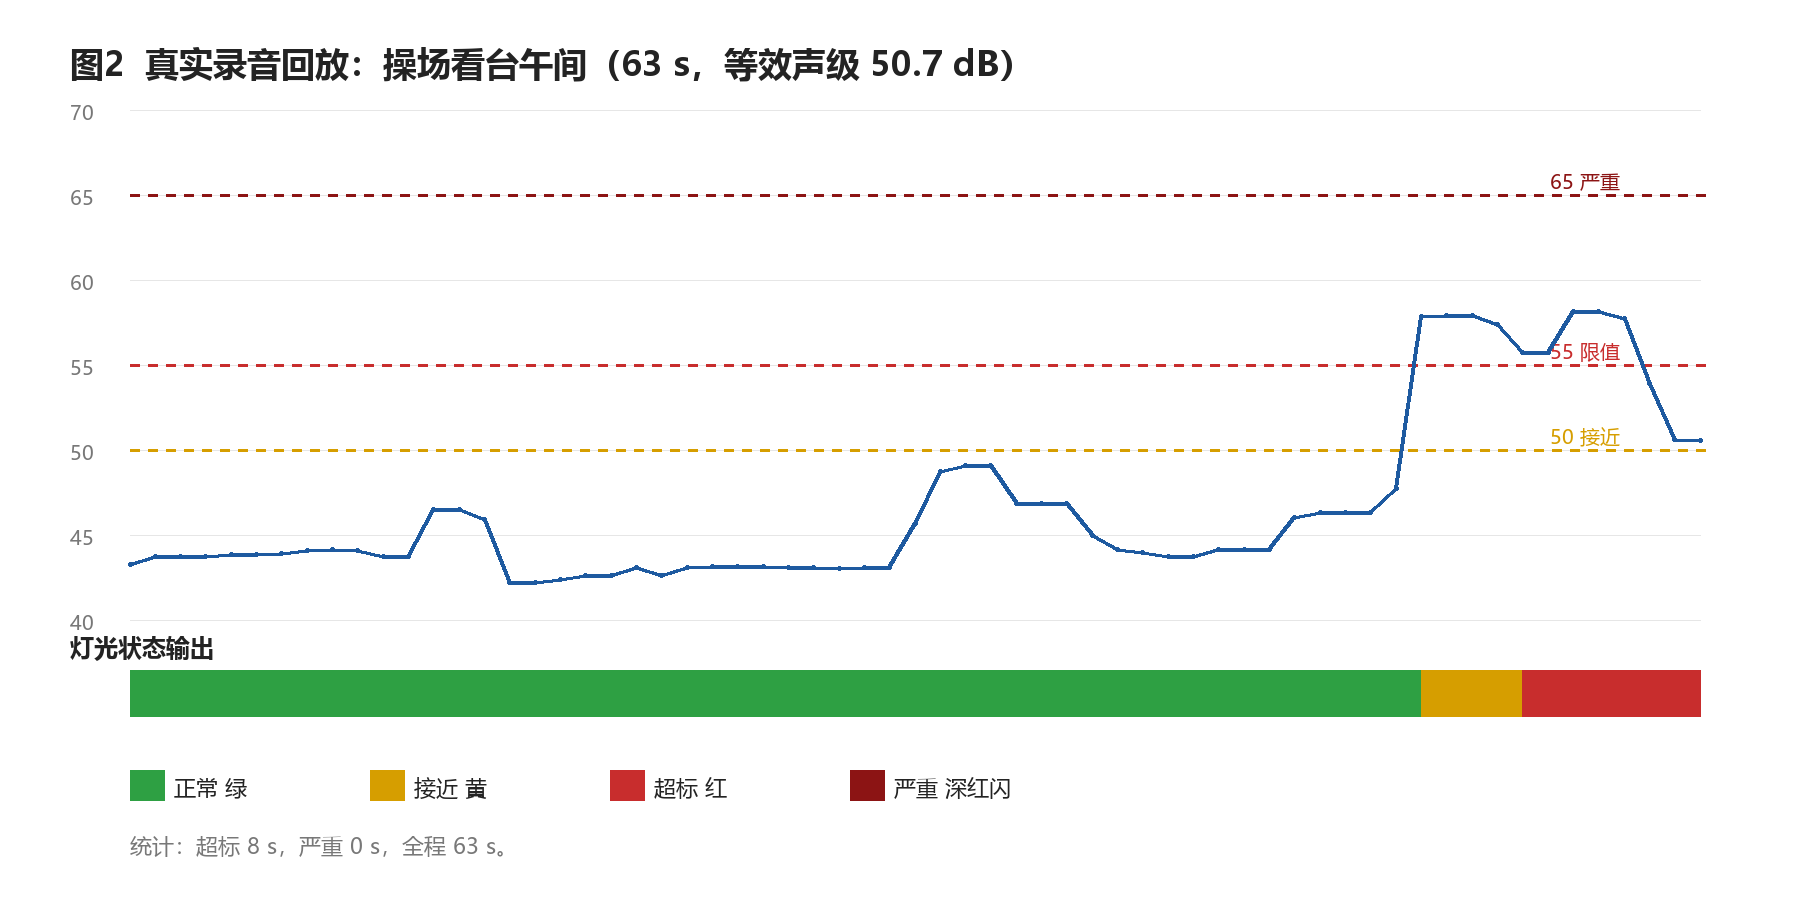 图2 真实录音回放：操场看台午间（63 s，等效声级 50.7 dB）
70
65 严重
65
60
55 限值
55
50 接近
50
45
40
灯光状态输出
正常 绿 接近 黄 超标 红 严重 深红闪
统计：超标 8 s，严重 0 s，全程 63 s。